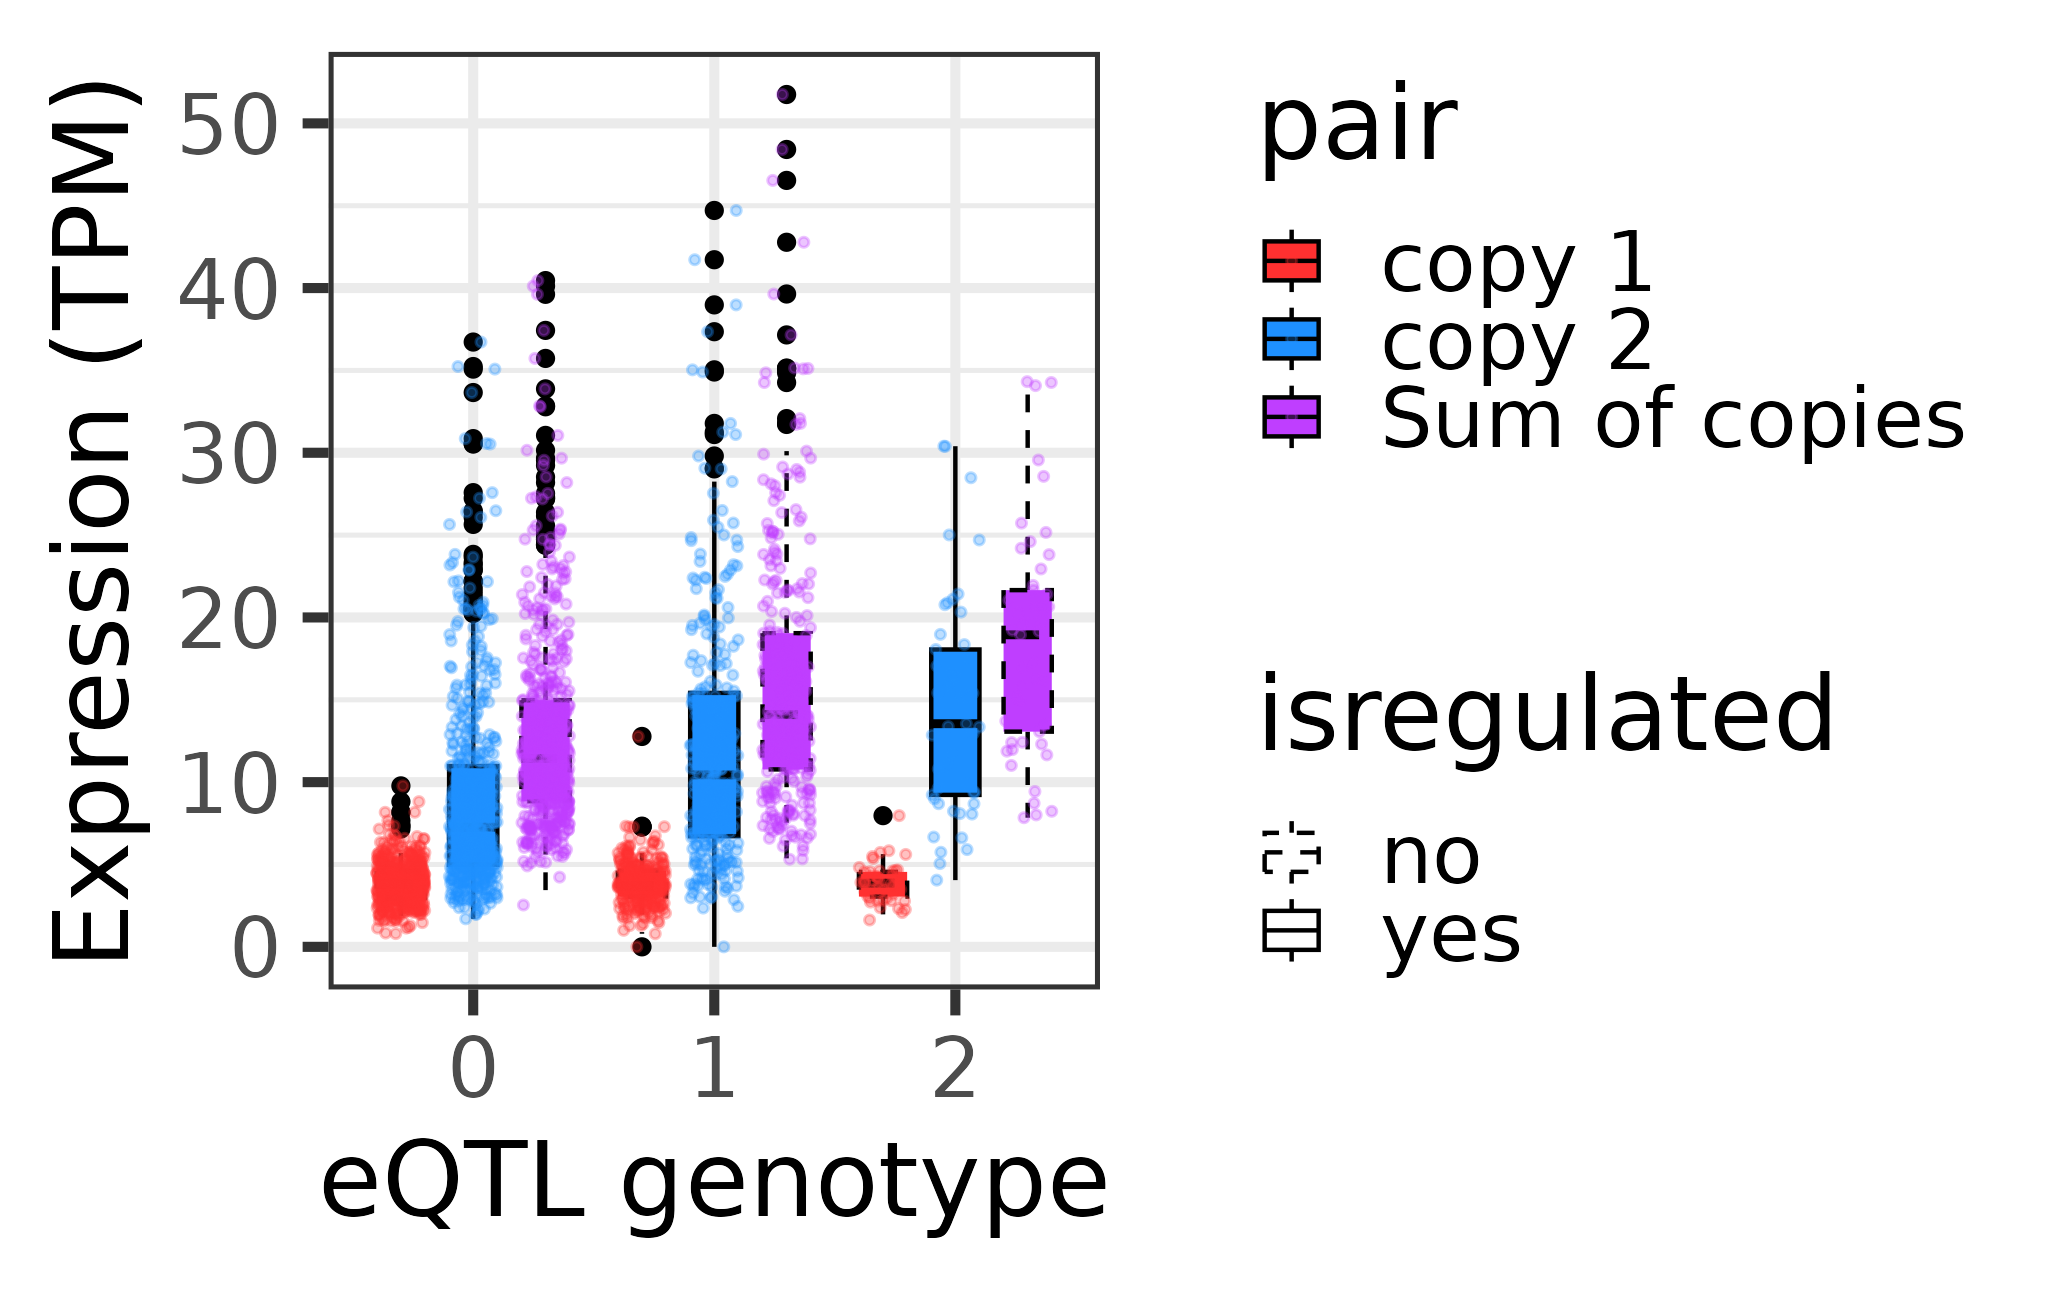 Expression (TPM)
50
40
30
20
10
0
0 1 2
eQTL genotype
pair
copy 1
copy 2
Sum of copies
isregulated
no
yes